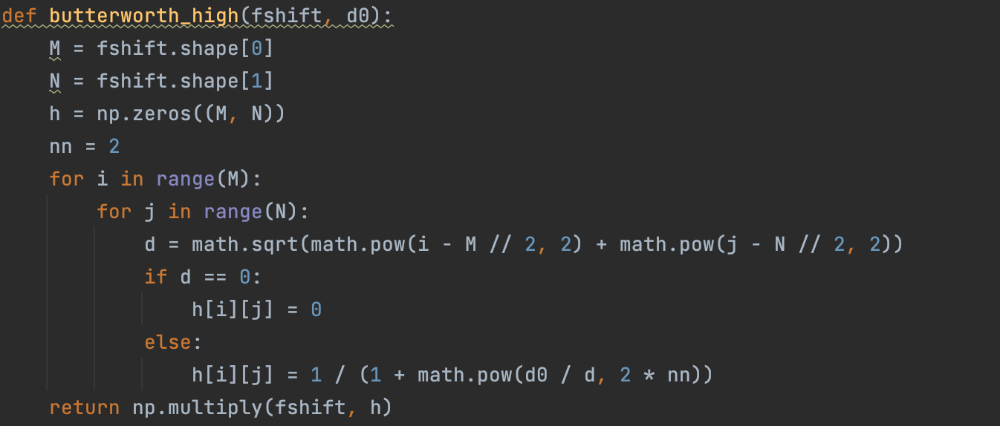 def butterworth_high(fshift, d0):
    M = fshift.shape[0]
    N = fshift.shape[1]
    h = np.zeros((M, N))
    nn = 2
    for i in range(M):
        for j in range(N):
            d = math.sqrt(math.pow(i - M // 2, 2) + math.pow(j - N // 2, 2))
            if d == 0:
                h[i][j] = 0
            else:
                h[i][j] = 1 / (1 + math.pow(d0 / d, 2 * nn))
    return np.multiply(fshift, h)